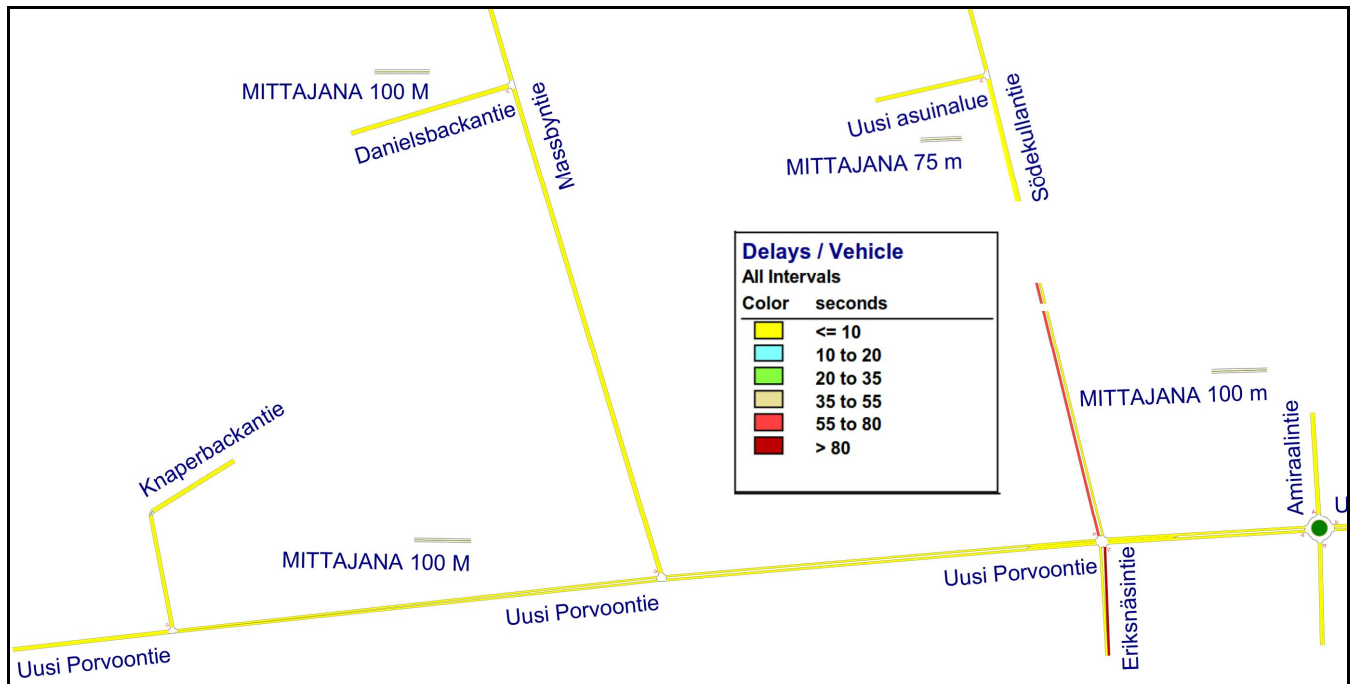 MITTAJANA 100 M
Danielsbackantie
Massbyntie
Uusi asuinalue
MITTAJANA 75 m
Södekullantie
Delays / Vehicle
All Intervals
Color seconds
<= 10
10 to 20
20 to 35
35 to 55
55 to 80
> 80
MITTAJANA 100 m
Amiraalintie
U
Knaperbackantie
MITTAJANA 100 M
Uusi Porvoontie
Uusi Porvoontie
Eriksnäsintie
Uusi Porvoontie